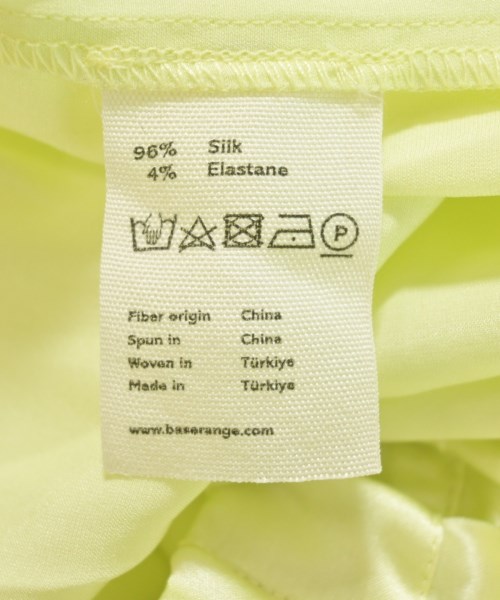 96% Silk
4% Elastane
P
Fiber origin China
Spun in China
Woven in Türkiye
Made in Türkiye
www.baserange.com